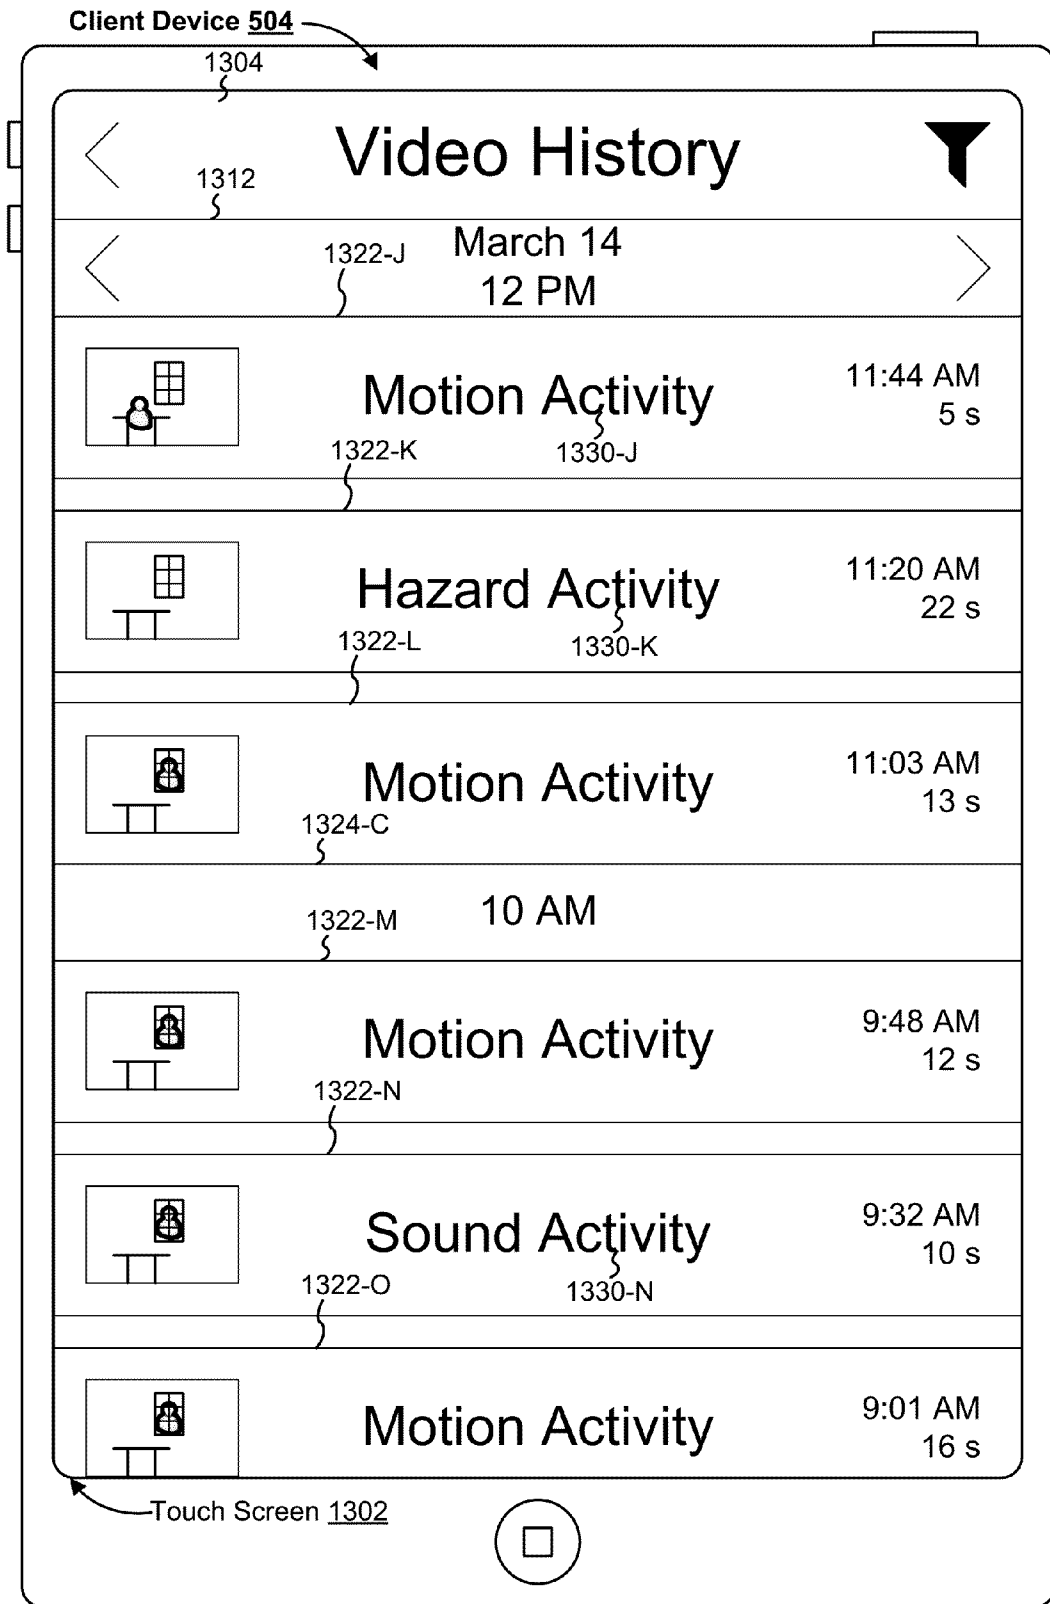 Client Device 504
1304
Video History
1312
March 14
1322-J
12 PM
Motion Activity
11:44 AM
5 s
1330-J
1322-K
Hazard Activity
11:20 AM
22 s
1330-K
1322-L
Motion Activity
11:03 AM
13 s
1324-C
10 AM
1322-M
Motion Activity
9:48 AM
12 s
1322-N
Sound Activity
9:32 AM
10 s
1330-N
1322-O
Motion Activity
9:01 AM
16 s
Touch Screen 1302